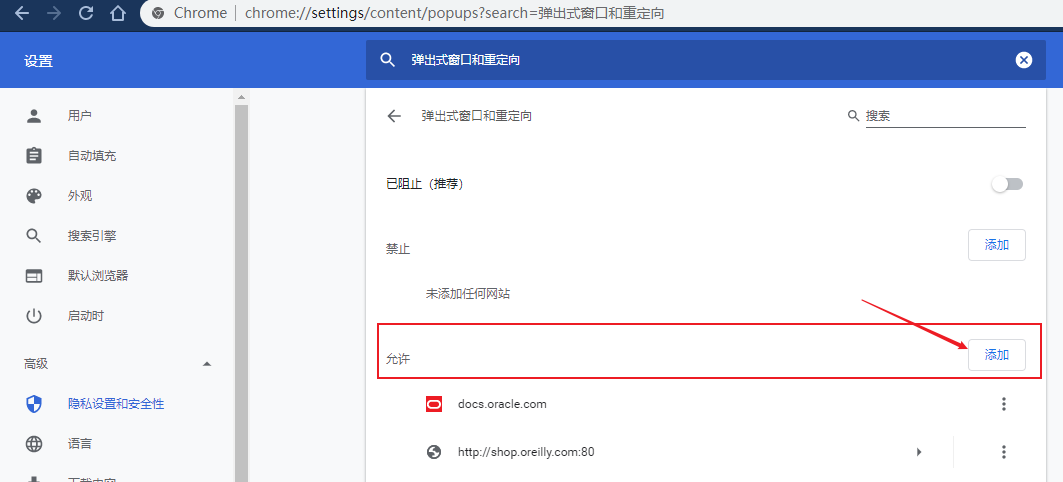 Chrome | chrome://settings/content/popups?search=弹出式窗口和重定向
设置
弹出式窗口和重定向
用户
自动填充
外观
搜索引擎
默认浏览器
启动时
高级
隐私设置和安全性
语言
下载内容
弹出式窗口和重定向
搜索
已阻止（推荐）
禁止
添加
未添加任何网站
允许
添加
docs.oracle.com
http://shop.oreilly.com:80